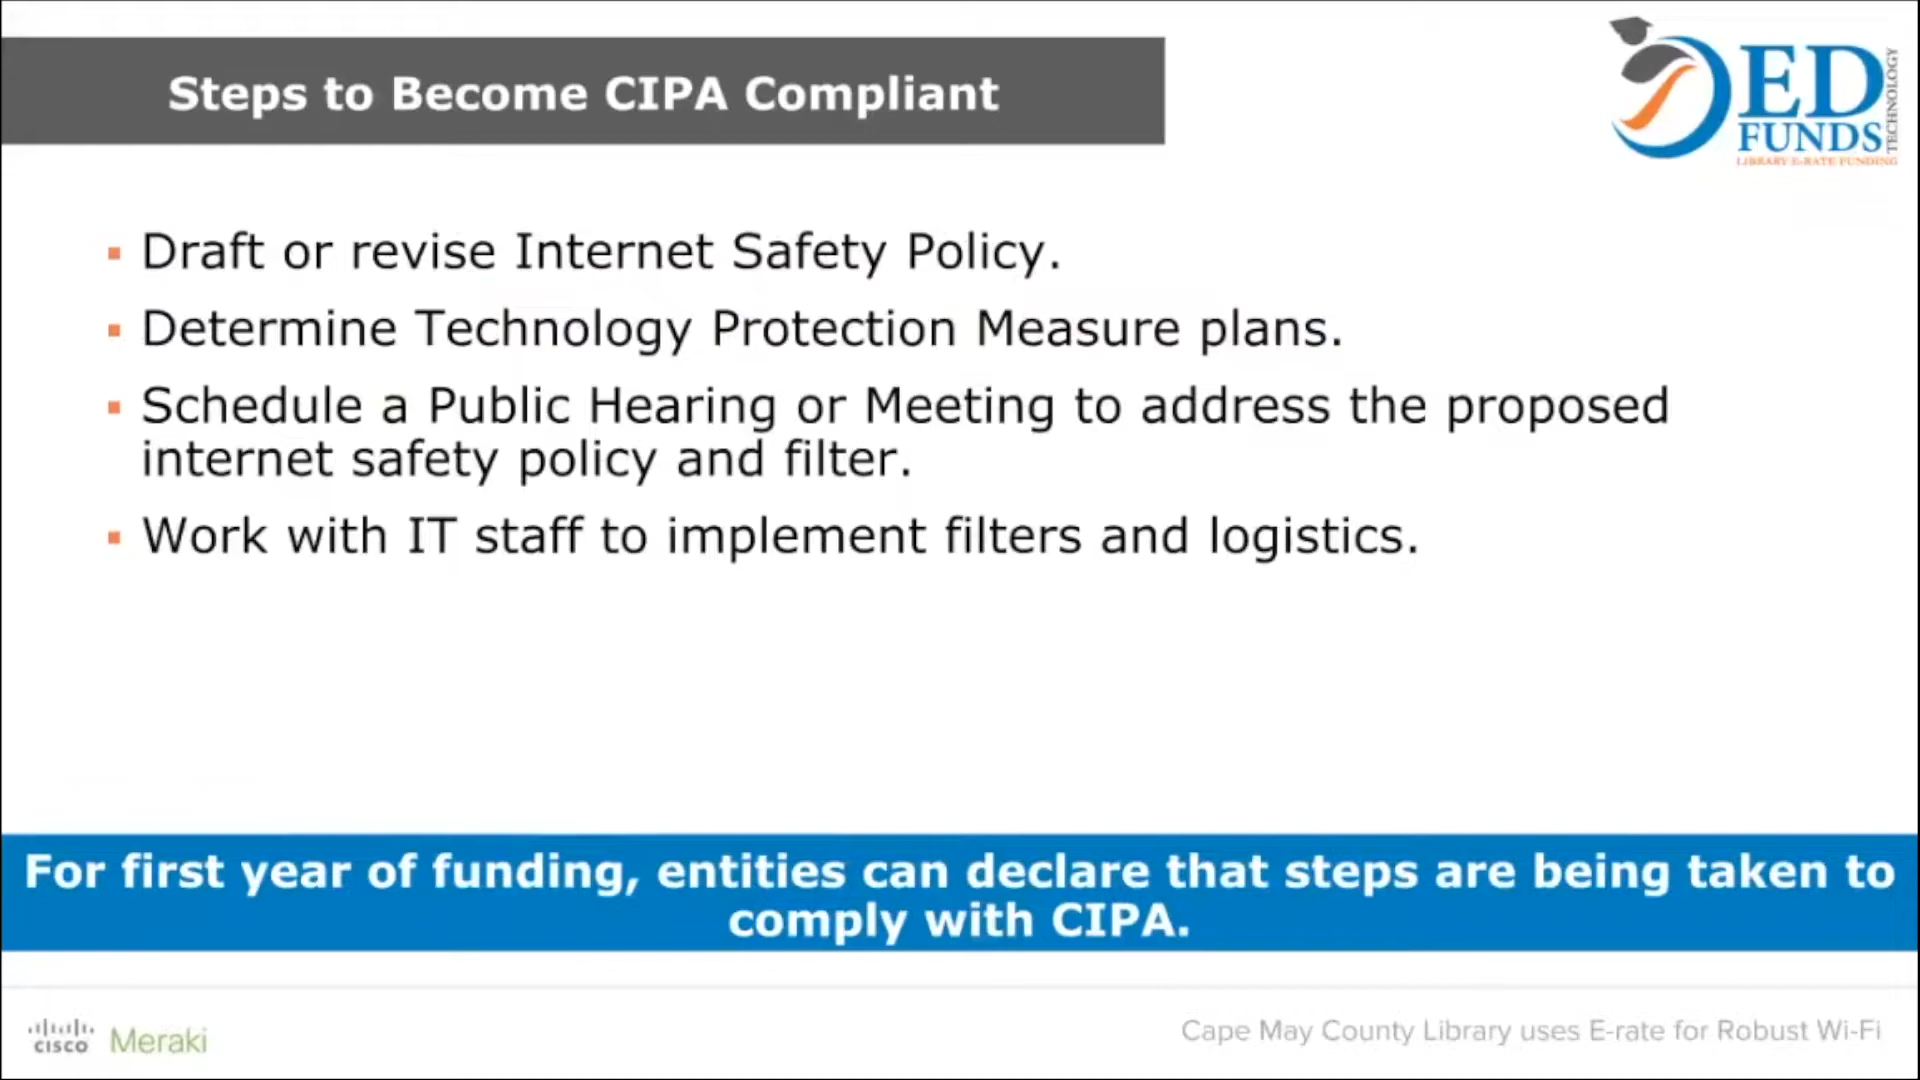 Steps to Become CIPA Compliant
ED
FUNDS
TECHNOLOGY
LIBRARY E-RATE FUNDING
Draft or revise Internet Safety Policy.
Determine Technology Protection Measure plans.
Schedule a Public Hearing or Meeting to address the proposed
internet safety policy and filter.
Work with IT staff to implement filters and logistics.
For first year of funding, entities can declare that steps are being taken to
comply with CIPA.
cisco Meraki
Cape May County Library uses E-rate for Robust Wi-Fi